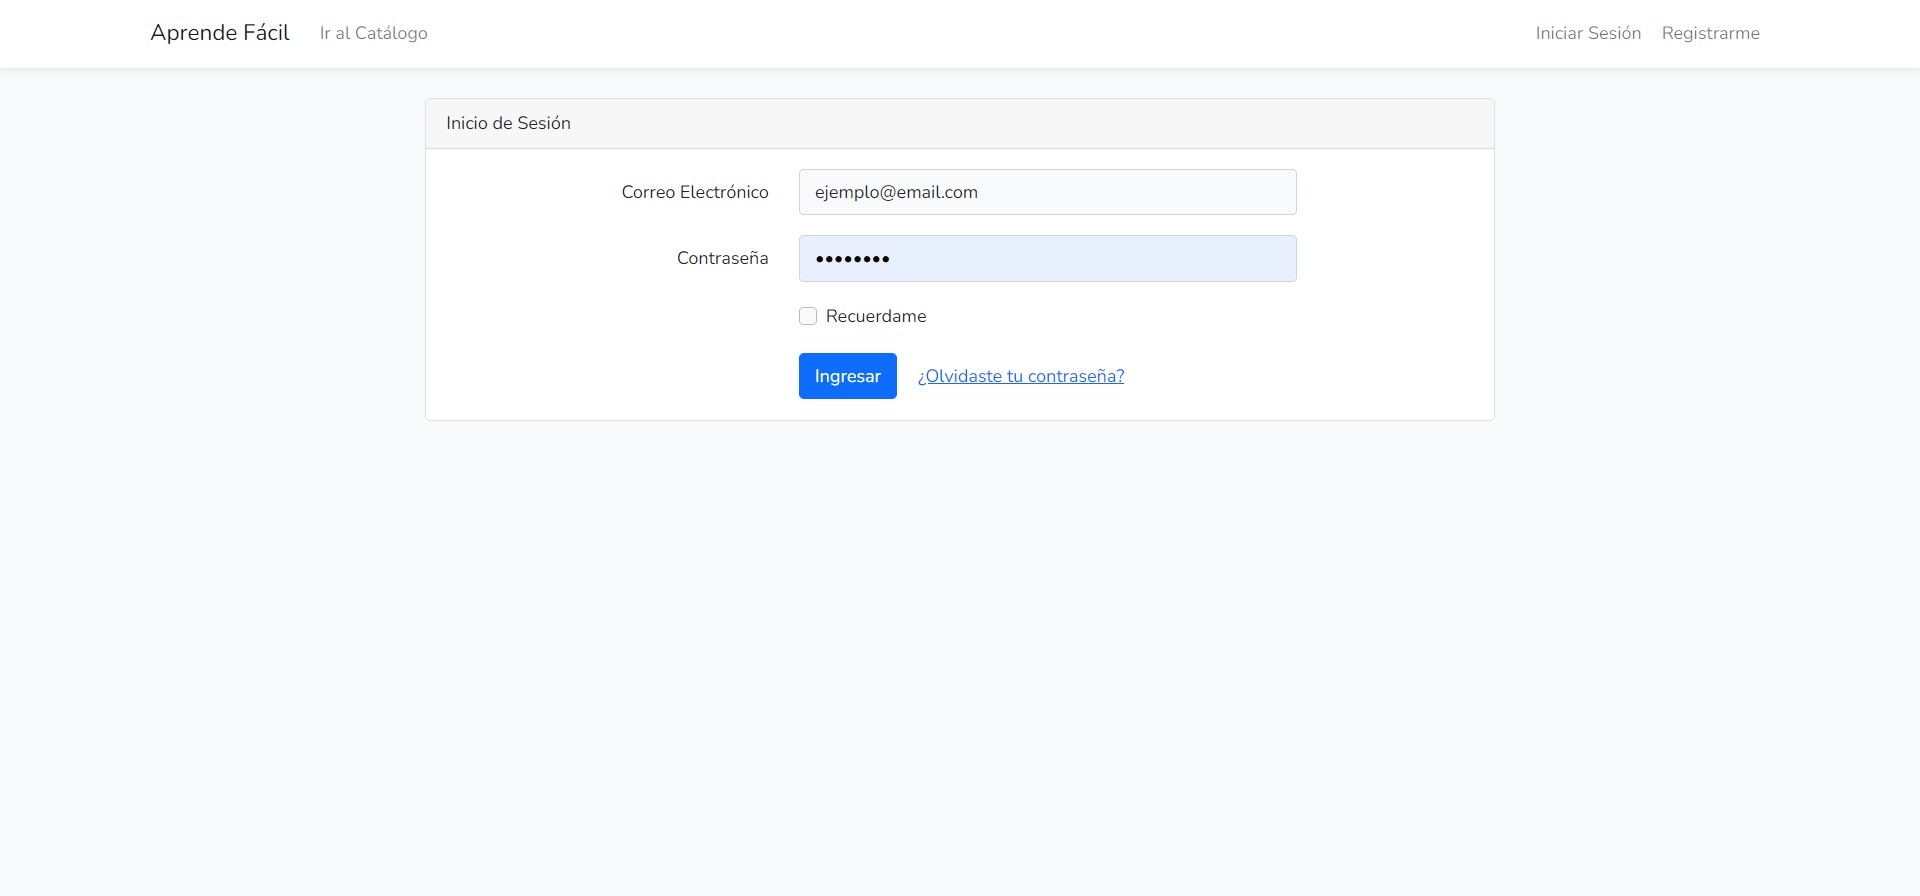 Aprende Fácil Ir al Catálogo Iniciar Sesión Registrarme
Inicio de Sesión
Correo Electrónico ejemplo@email.com
Contraseña ••••••••
Recuerdame
Ingresar ¿Olvidaste tu contraseña?